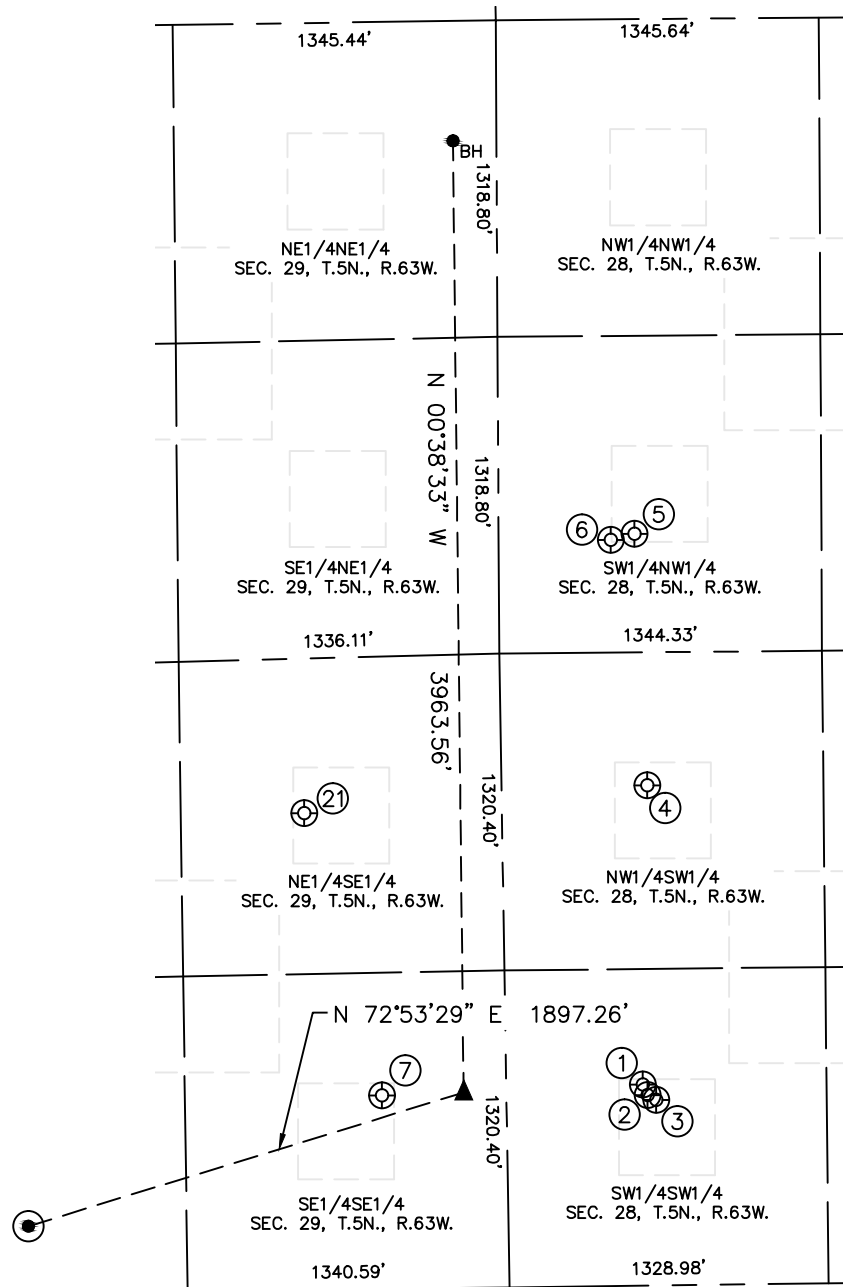 1345.44'
1345.64'
BH
1318.80'
NE1/4NE1/4
SEC. 29, T.5N., R.63W.
NW1/4NW1/4
SEC. 28, T.5N., R.63W.
N 00°38'33" W
1318.80'
6
5
SE1/4NE1/4
SEC. 29, T.5N., R.63W.
SW1/4NW1/4
SEC. 28, T.5N., R.63W.
1336.11'
1344.33'
3963.56'
1320.40'
21
4
NE1/4SE1/4
SEC. 29, T.5N., R.63W.
NW1/4SW1/4
SEC. 28, T.5N., R.63W.
N 72°53'29" E 1897.26'
7
1
2
3
1320.40'
SE1/4SE1/4
SEC. 29, T.5N., R.63W.
SW1/4SW1/4
SEC. 28, T.5N., R.63W.
1340.59'
1328.98'